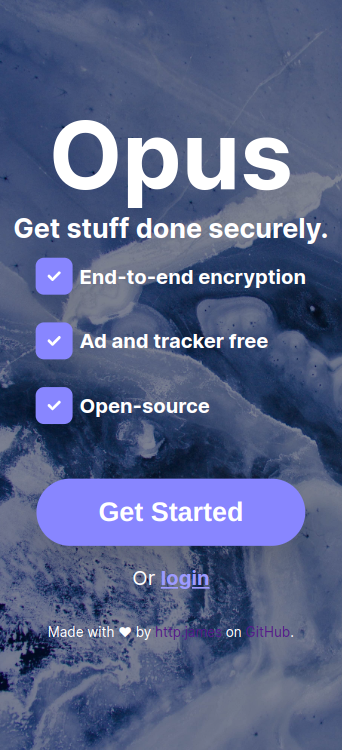 Opus
Get stuff done securely.
End-to-end encryption
Ad and tracker free
Open-source
Get Started
Or login
Made with ❤ by on GitHub.